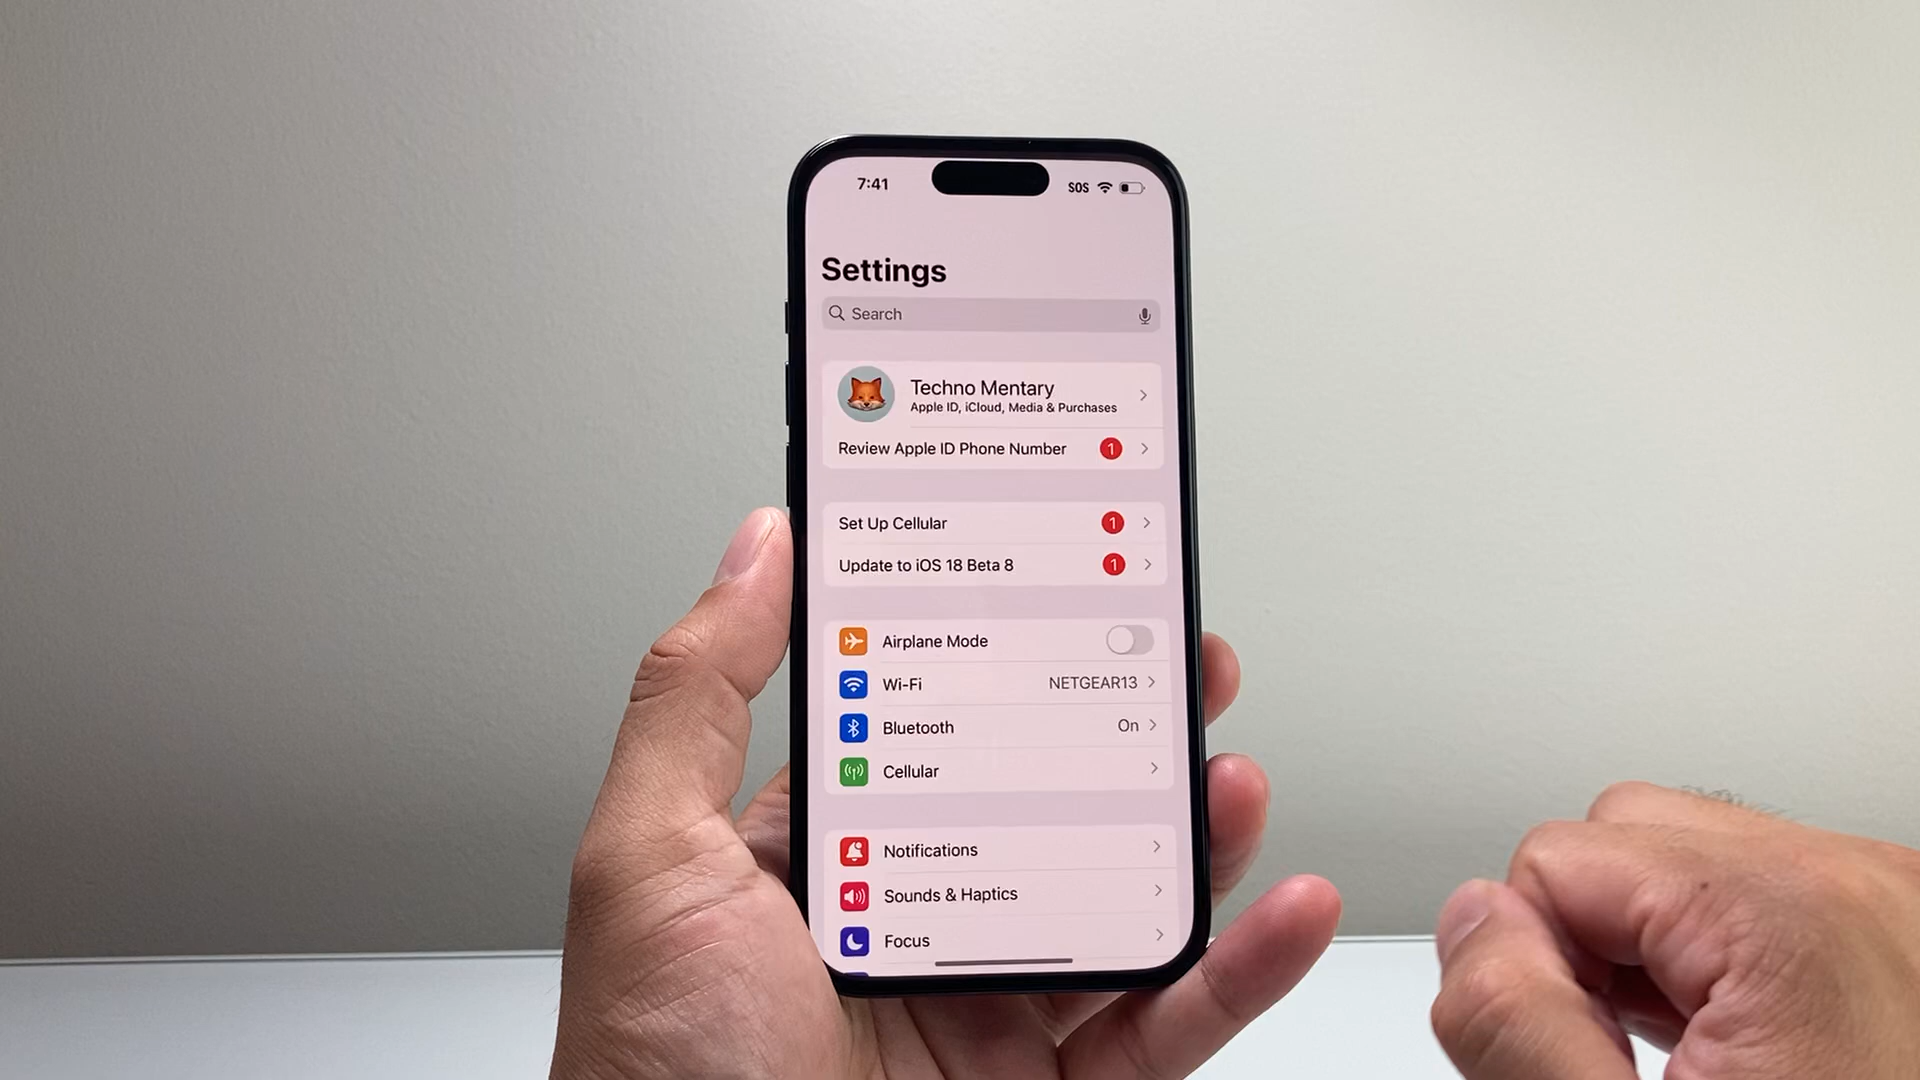 7:41
SOS
Settings
Search
Techno Mentary
Apple ID, iCloud, Media & Purchases
Review Apple ID Phone Number 1
Set Up Cellular 1
Update to iOS 18 Beta 8 1
Airplane Mode
Wi-Fi NETGEAR13
Bluetooth On
Cellular
Notifications
Sounds & Haptics
Focus